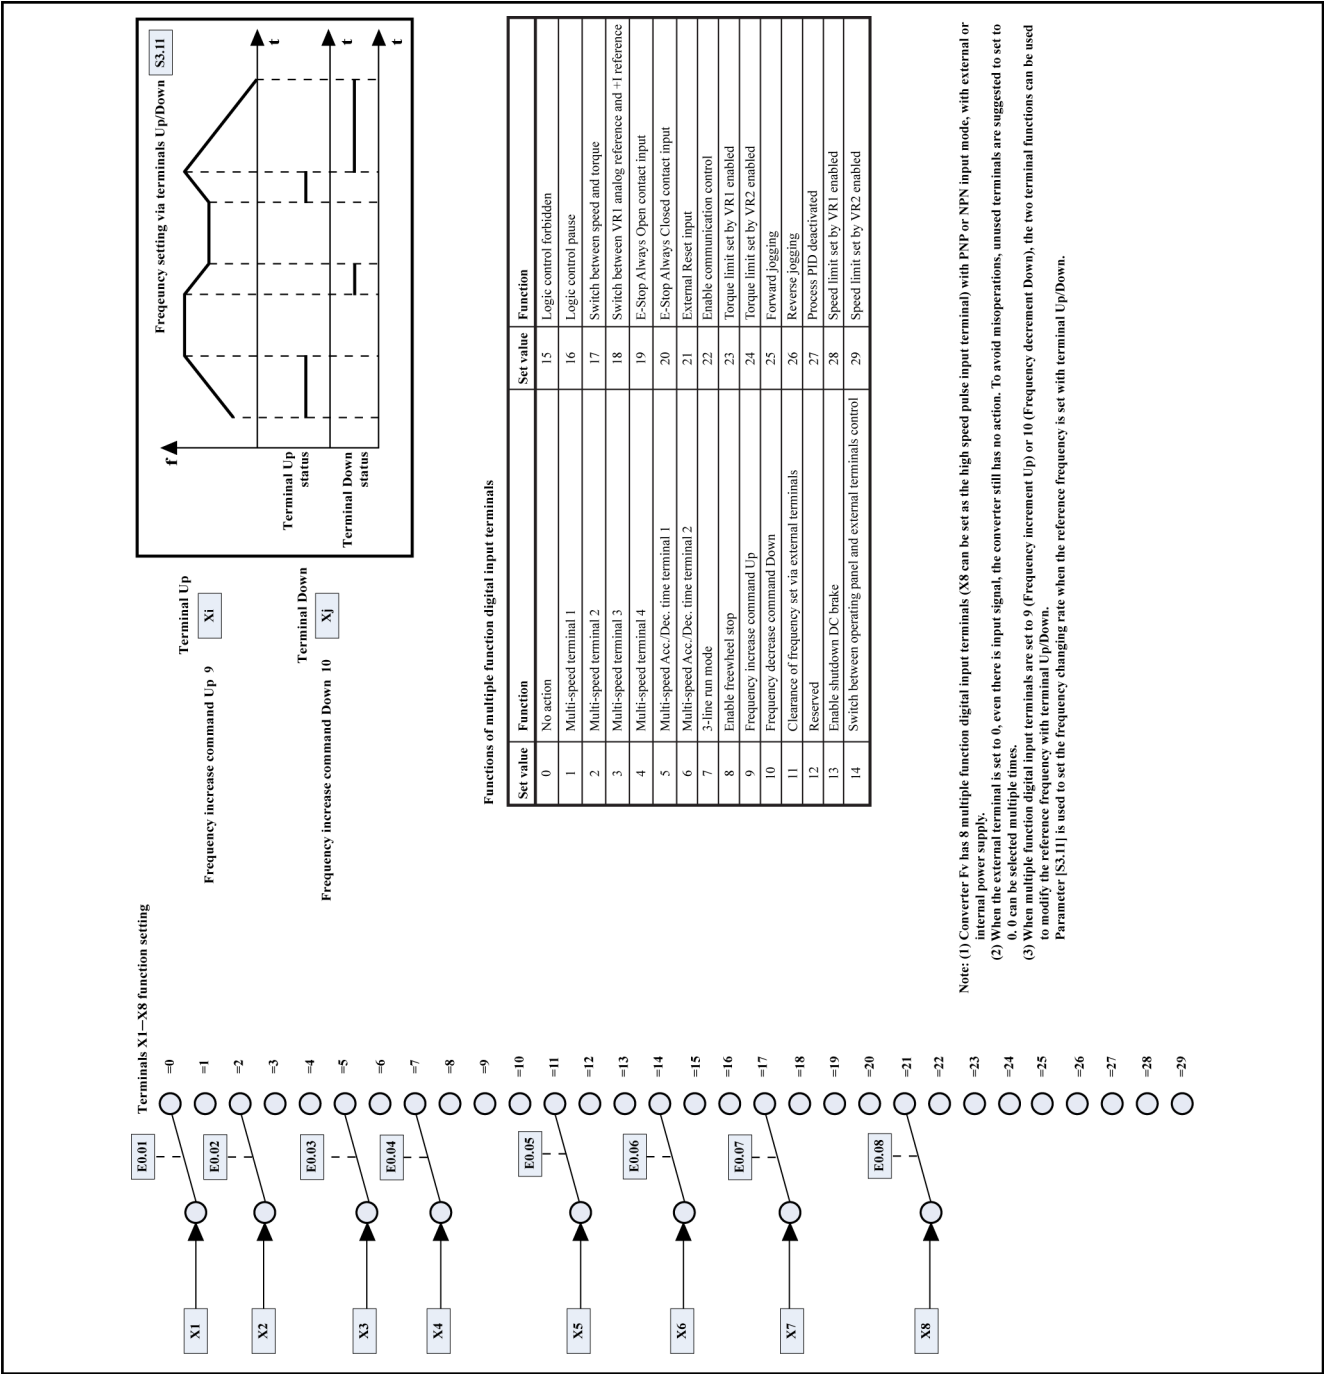 Terminals X1—X8 function setting
X1
X2
X3
X4
X5
X6
X7
X8
E0.01
E0.02
E0.03
E0.04
E0.05
E0.06
E0.07
E0.08
=0
=1
=2
=3
=4
=5
=6
=7
=8
=9
=10
=11
=12
=13
=14
=15
=16
=17
=18
=19
=20
=21
=22
=23
=24
=25
=26
=27
=28
=29
Frequency increase command Up 9
Terminal Up
Xi
Frequency increase command Down 10
Terminal Down
Xj
Freqeuncy setting via terminals Up/Down
S3.11
f
t
Terminal Up
status
t
Terminal Down
status
t
Functions of multiple function digital input terminals
Set value Function Set value Function
0 No action 15 Logic control forbidden
1 Multi-speed terminal 1 16 Logic control pause
2 Multi-speed terminal 2 17 Switch between speed and torque
3 Multi-speed terminal 3 18 Switch between VR1 analog reference and +I reference
4 Multi-speed terminal 4 19 E-Stop Always Open contact input
5 Multi-speed Acc./Dec. time terminal 1 20 E-Stop Always Closed contact input
6 Multi-speed Acc./Dec. time terminal 2 21 External Reset input
7 3-line run mode 22 Enable communication control
8 Enable freewheel stop 23 Torque limit set by VR1 enabled
9 Frequency increase command Up 24 Torque limit set by VR2 enabled
10 Frequency decrease command Down 25 Forward jogging
11 Clearance of frequency set via external terminals 26 Reverse jogging
12 Reserved 27 Process PID deactivated
13 Enable shutdown DC brake 28 Speed limit set by VR1 enabled
14 Switch between operating panel and external terminals control 29 Speed limit set by VR2 enabled
Note: (1) Converter Fv has 8 multiple function digital input terminals (X8 can be set as the high speed pulse input terminal) with PNP or NPN input mode, with external or
internal power supply.
(2) When the external terminal is set to 0, even there is input signal, the converter still has no action. To avoid misoperations, unused terminals are suggested to set to
0. 0 can be selected multiple times.
(3) When multiple function digital input terminals are set to 9 (Frequency increment Up) or 10 (Frequency decrement Down), the two terminal functions can be used
to modify the reference frequency with terminal Up/Down.
Parameter [S3.11] is used to set the frequency changing rate when the reference frequency is set with terminal Up/Down.